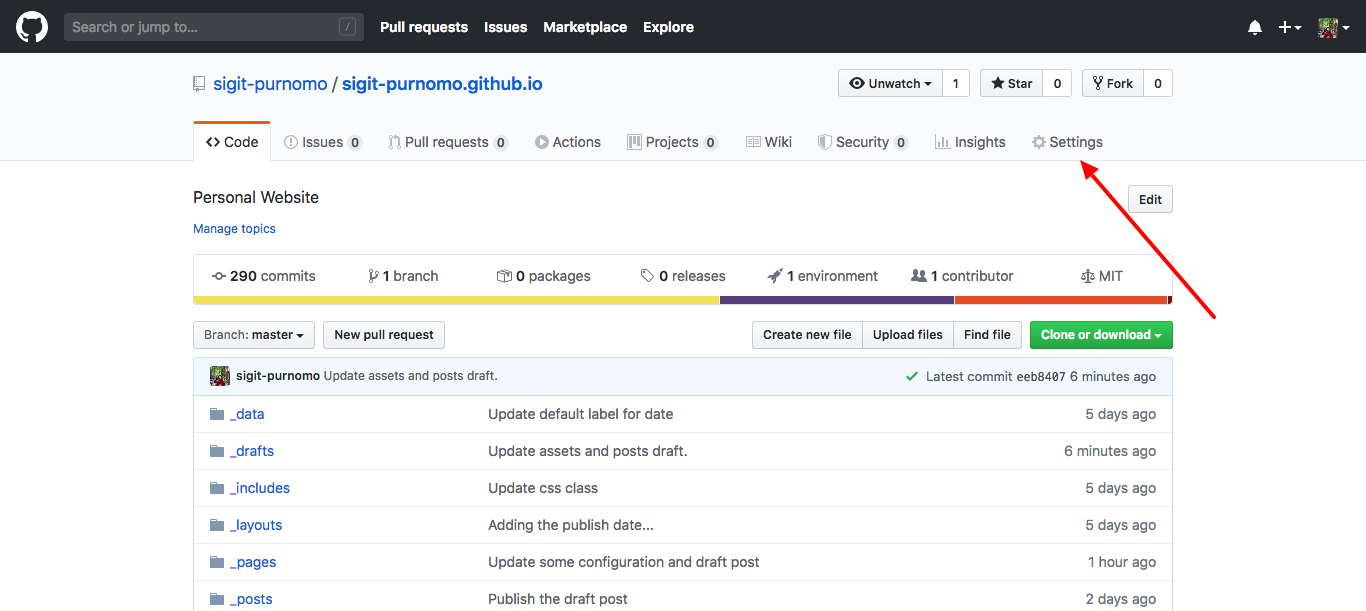 Search or jump to... / Pull requests Issues Marketplace Explore
sigit-purnomo / sigit-purnomo.github.io Unwatch 1 Star 0 Fork 0
Code Issues 0 Pull requests 0 Actions Projects 0 Wiki Security 0 Insights Settings
Personal Website Edit
Manage topics
290 commits 1 branch 0 packages 0 releases 1 environment 1 contributor MIT
Branch: master New pull request Create new file Upload files Find file Clone or download
sigit-purnomo Update assets and posts draft. Latest commit eeb8407 6 minutes ago
_data Update default label for date 5 days ago
_drafts Update assets and posts draft. 6 minutes ago
_includes Update css class 5 days ago
_layouts Adding the publish date... 5 days ago
_pages Update some configuration and draft post 1 hour ago
_posts Publish the draft post 2 days ago